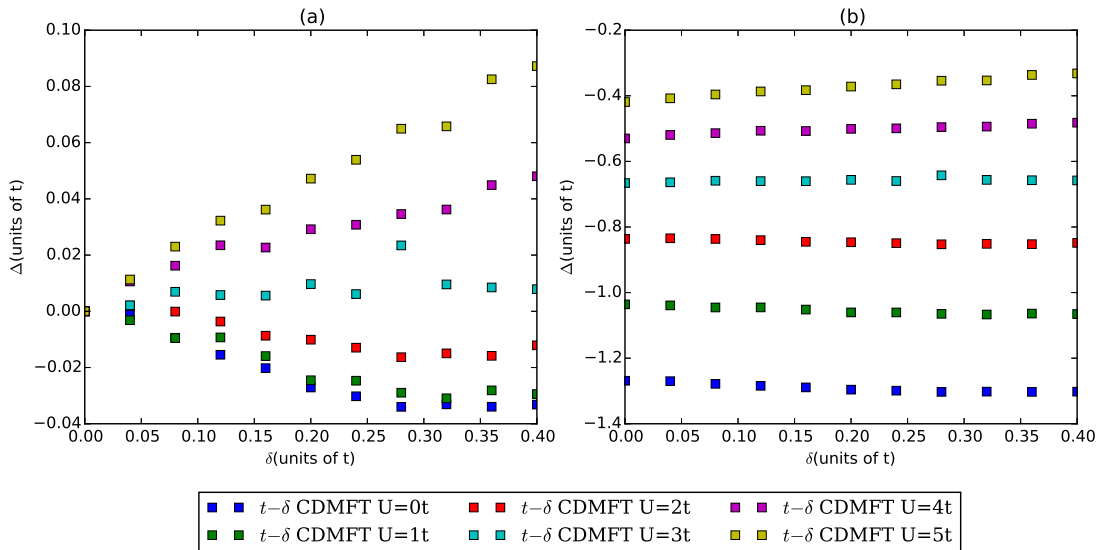 (a)
0.10
0.08
0.06
0.04
0.02
0.00
−0.02
−0.04
Δ(units of t)
0.00 0.05 0.10 0.15 0.20 0.25 0.30 0.35 0.40
δ(units of t)
(b)
−0.2
−0.4
−0.6
−0.8
−1.0
−1.2
−1.4
Δ(units of t)
0.00 0.05 0.10 0.15 0.20 0.25 0.30 0.35 0.40
δ(units of t)
t−δ CDMFT U=0t t−δ CDMFT U=2t t−δ CDMFT U=4t
t−δ CDMFT U=1t t−δ CDMFT U=3t t−δ CDMFT U=5t